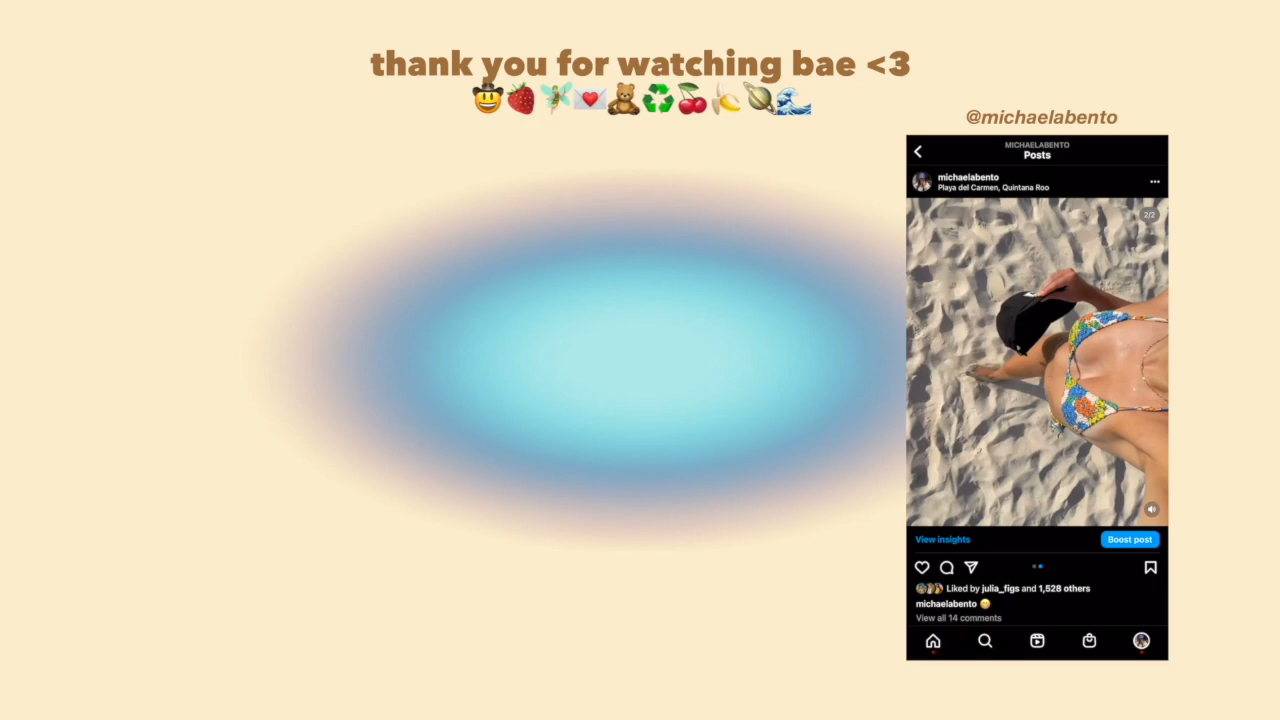 thank you for watching bae <3
@michaelabento
MICHAELABENTO
Posts
michaelabento
Playa del Carmen, Quintana Roo
2/2
View insights
Boost post
Liked by julia_figs and 1,528 others
michaelabento
View all 14 comments